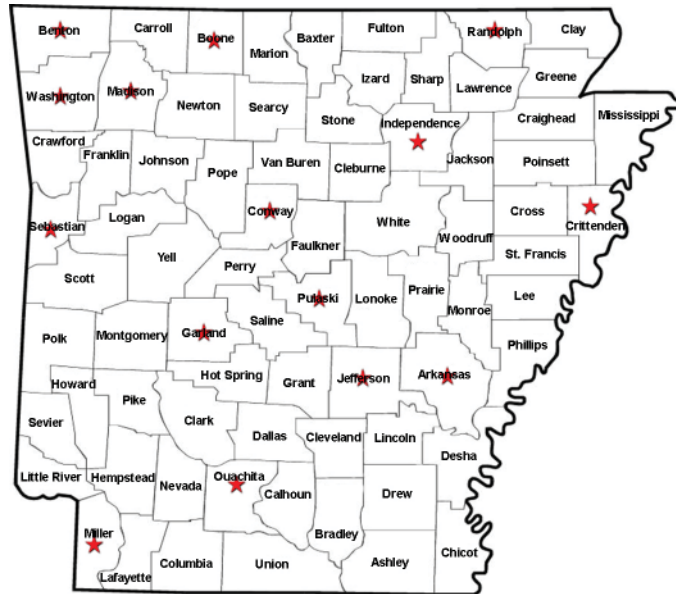 Benton
Carroll
Boone
Marion
Baxter
Fulton
Randolph
Clay
Izard
Sharp
Lawrence
Greene
Washington
Madison
Newton
Searcy
Stone
Independence
Craighead
Mississippi
Crawford
Franklin
Johnson
Pope
Van Buren
Cleburne
Jackson
Poinsett
Sebastian
Logan
Conway
Faulkner
White
Woodruff
Cross
Crittenden
St. Francis
Scott
Yell
Perry
Pulaski
Lonoke
Prairie
Monroe
Lee
Phillips
Polk
Montgomery
Garland
Saline
Hot Spring
Grant
Jefferson
Arkansas
Howard
Pike
Clark
Dallas
Cleveland
Lincoln
Desha
Sevier
Little River
Hempstead
Nevada
Ouachita
Calhoun
Bradley
Drew
Chicot
Miller
Lafayette
Columbia
Union
Ashley